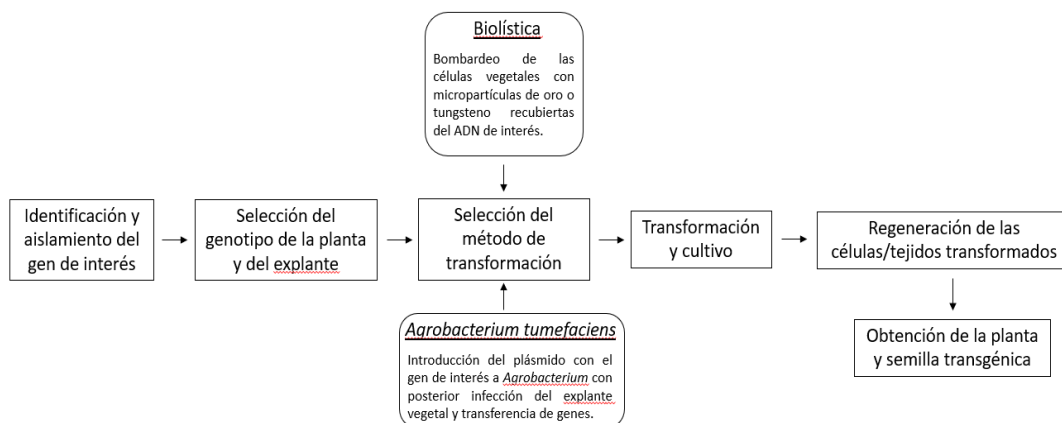 Biolística
Bombardeo de las
células vegetales con
micropartículas de oro o
tungsteno recubiertas
del ADN de interés.
Identificación y
aislamiento del
gen de interés
Selección del
genotipo de la planta
y del explante
Selección del
método de
transformación
Transformación
y cultivo
Regeneración de las
células/tejidos transformados
Agrobacterium tumefaciens
Introducción del plásmido con el
gen de interés a Agrobacterium con
posterior infección del explante
vegetal y transferencia de genes.
Obtención de la planta
y semilla transgénica